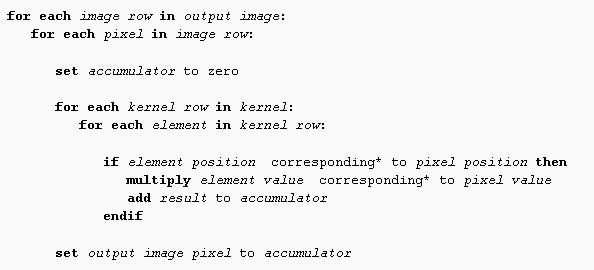 for each image row in output image:
for each pixel in image row:
set accumulator to zero
for each kernel row in kernel:
for each element in kernel row:
if element position corresponding* to pixel position then
multiply element value corresponding* to pixel value
add result to accumulator
endif
set output image pixel to accumulator